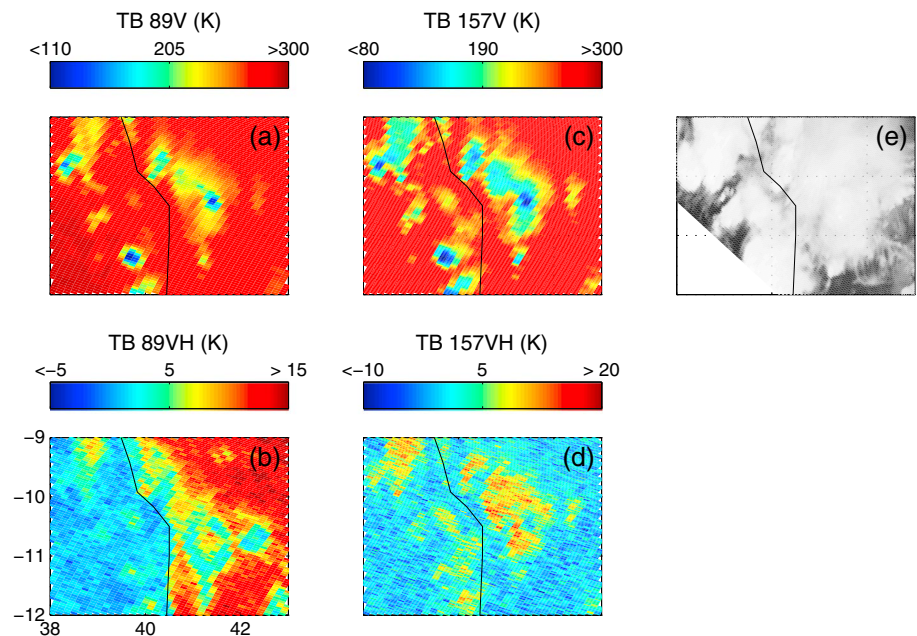 TB 89V (K)
<110 205 >300
(a)
TB 157V (K)
<80 190 >300
(c)
(e)
TB 89VH (K)
<−5 5 > 15
(b)
−9
−10
−11
−12
38 40 42
TB 157VH (K)
<−10 5 > 20
(d)